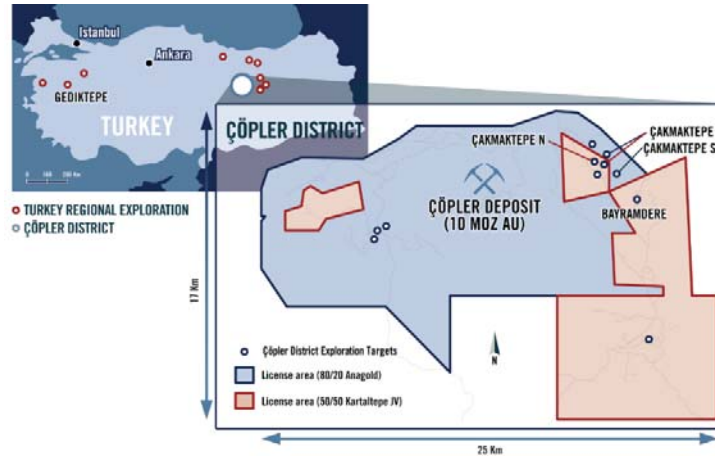 Istanbul
Ankara
GEDIKTEPE
TURKEY
ÇÖPLER DISTRICT
TURKEY REGIONAL EXPLORATION
ÇÖPLER DISTRICT
17 Km
ÇAKMAKTEPE N
ÇAKMAKTEPE
ÇAKMAKTEPE S
ÇÖPLER DEPOSIT
(10 MOZ AU)
BAYRAMDERE
N
Çöpler District Exploration Targets
License area (80/20 Anagold)
License area (50/50 Kartaltepe JV)
25 Km